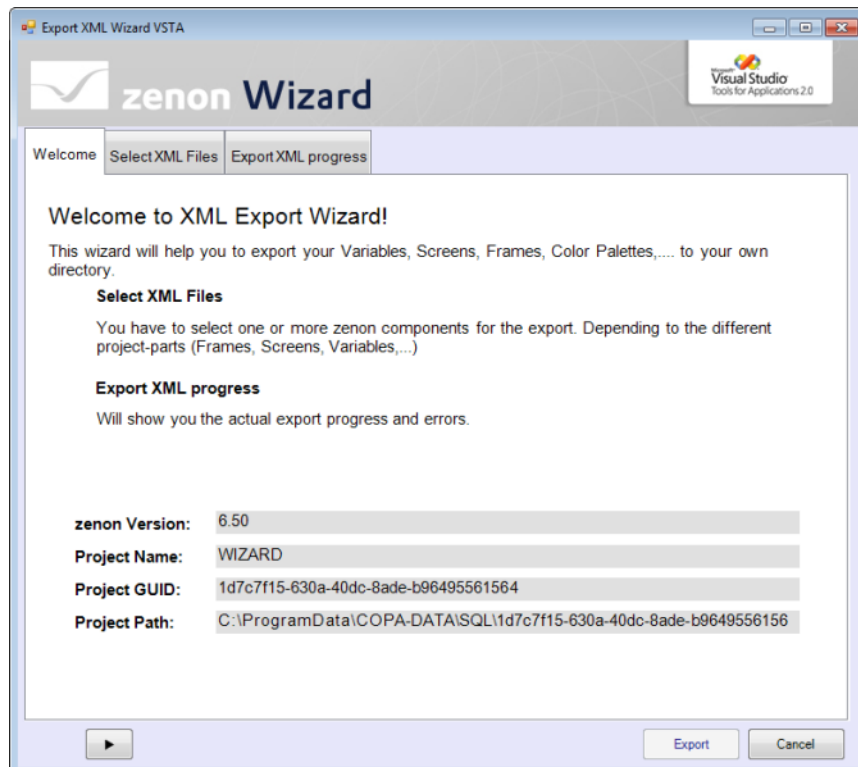 Export XML Wizard VSTA
zenon Wizard
Microsoft
Visual Studio
Tools for Applications 2.0
Welcome
Select XML Files
Export XML progress
Welcome to XML Export Wizard!
This wizard will help you to export your Variables, Screens, Frames, Color Palettes,.... to your own
directory.
Select XML Files
You have to select one or more zenon components for the export. Depending to the different
project-parts (Frames, Screens, Variables,...)
Export XML progress
Will show you the actual export progress and errors.
zenon Version: 6.50
Project Name: WIZARD
Project GUID: 1d7c7f15-630a-40dc-8ade-b96495561564
Project Path: C:\ProgramData\COPA-DATA\SQL\1d7c7f15-630a-40dc-8ade-b9649556156
Export
Cancel